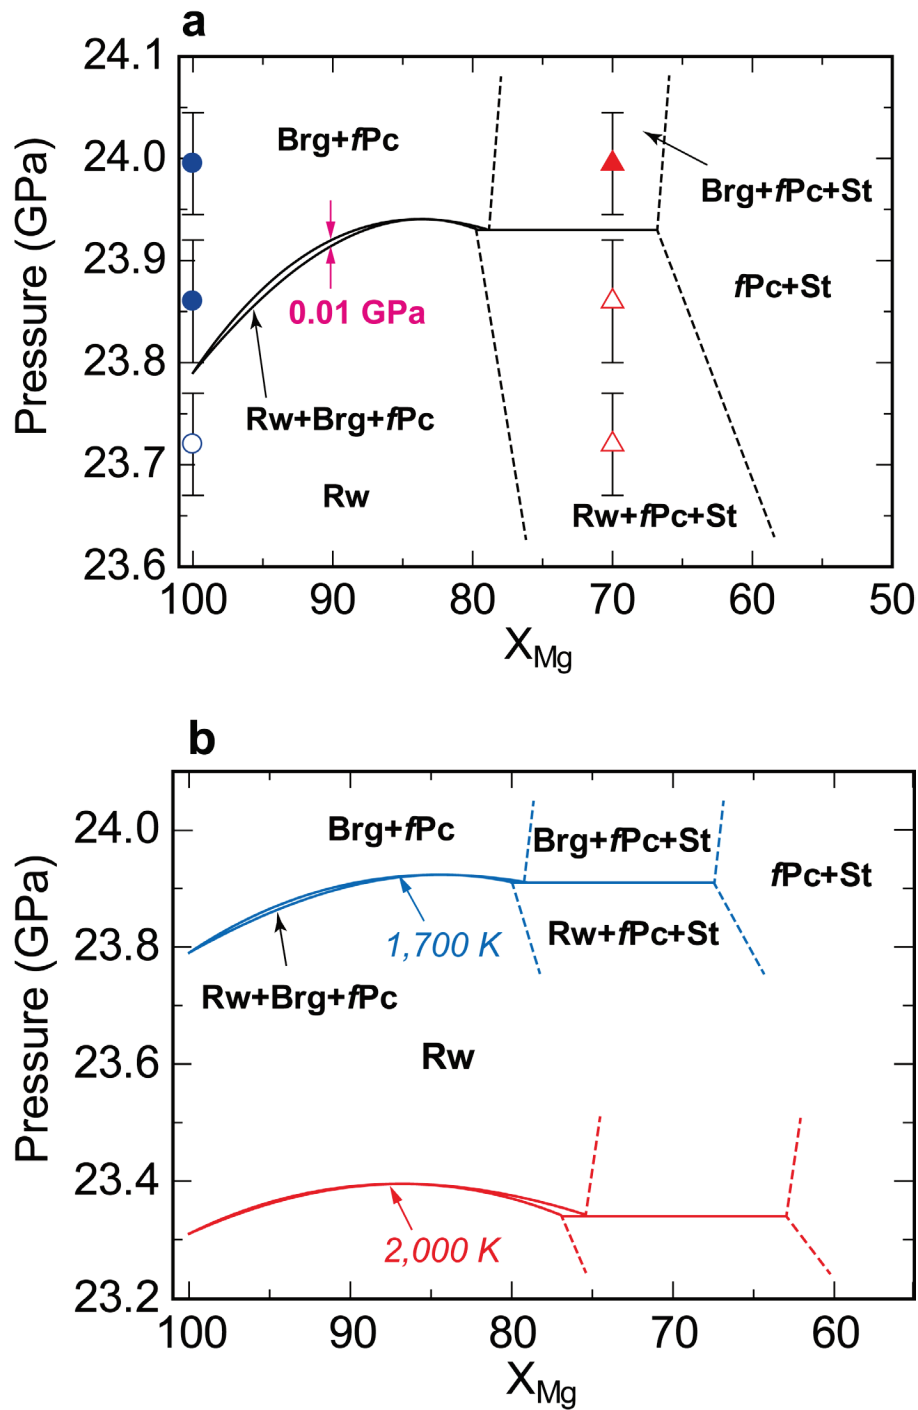 a
24.1
24.0
23.9
23.8
23.7
23.6
Pressure (GPa)
Brg+fPc
Brg+fPc+St
fPc+St
0.01 GPa
Rw+Brg+fPc
Rw
Rw+fPc+St
100 90 80 70 60 50
XMg
b
24.0
23.8
23.6
23.4
23.2
Pressure (GPa)
Brg+fPc
Brg+fPc+St
fPc+St
1,700 K
Rw+fPc+St
Rw+Brg+fPc
Rw
2,000 K
100 90 80 70 60
XMg